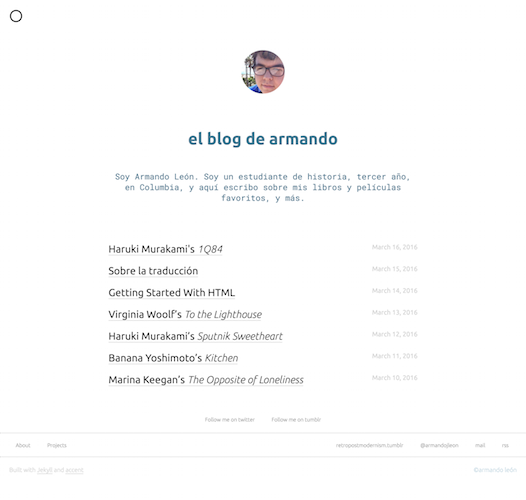 el blog de armando
Soy Armando León. Soy un estudiante de historia, tercer año,
en Columbia, y aquí escribo sobre mis libros y películas
favoritos, y más.
Haruki Murakami's 1Q84 March 16, 2016
Sobre la traducción March 15, 2016
Getting Started With HTML March 14, 2016
Virginia Woolf's To the Lighthouse March 13, 2016
Haruki Murakami's Sputnik Sweetheart March 12, 2016
Banana Yoshimoto's Kitchen March 11, 2016
Marina Keegan's The Opposite of Loneliness March 10, 2016
Follow me on twitter Follow me on tumblr
About Projects retropostmodernism.tumblr @armandojleon mail rss
Built with Jekyll and accent ©armando león